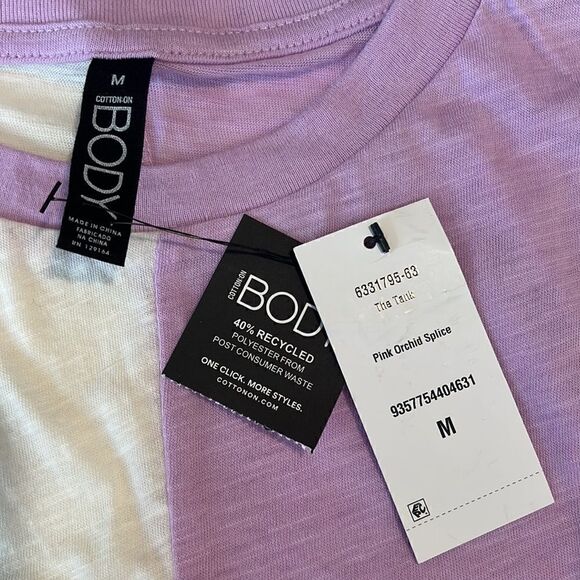 M
COTTON:ON
BODY
MADE IN CHINA
FABRICADO
NA CHINA
RN 129164
COTTON:ON
BODY
40% RECYCLED
POLYESTER FROM
POST CONSUMER WASTE
ONE CLICK. MORE STYLES.
COTTONON.COM
6331795-63
The Tank
Pink Orchid Splice
9357754404631
M